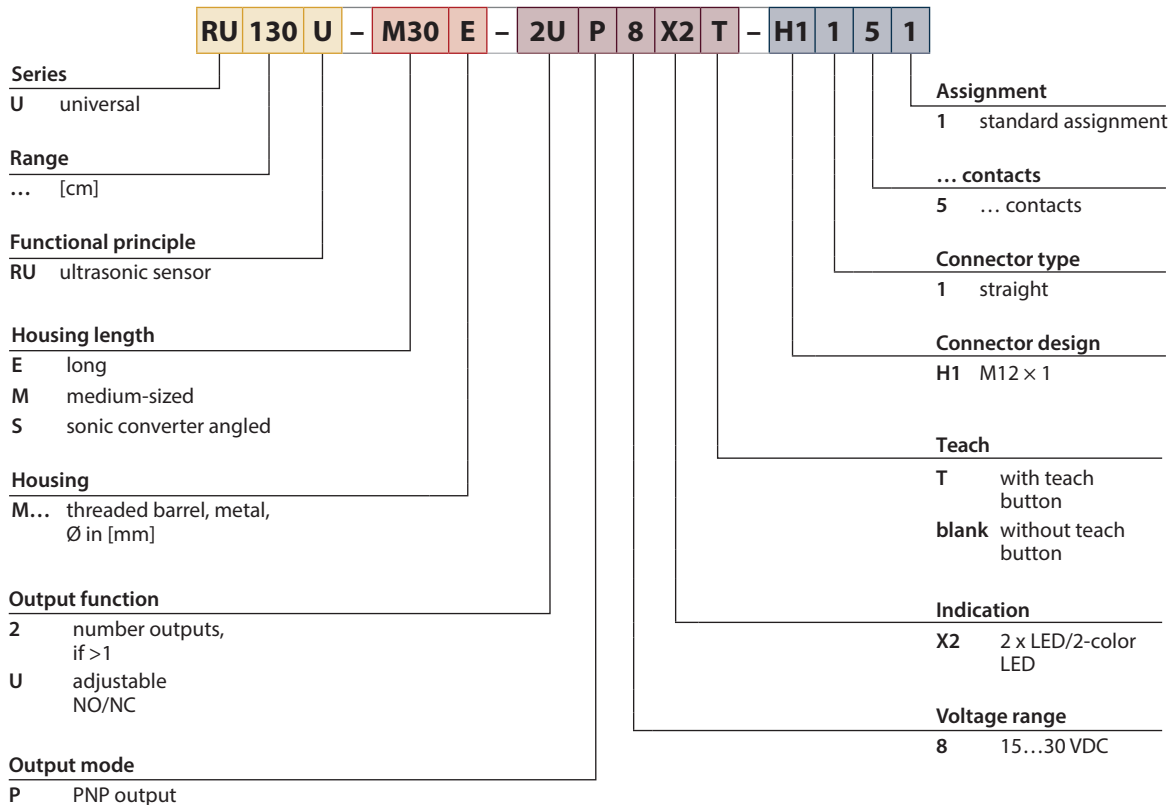 RU 130 U – M30 E – 2U P 8 X2 T – H1 1 5 1
Series
U universal
Range
… [cm]
Functional principle
RU ultrasonic sensor
Housing length
E long
M medium-sized
S sonic converter angled
Housing
M… threaded barrel, metal,
Ø in [mm]
Output function
2 number outputs,
if >1
U adjustable
NO/NC
Output mode
P PNP output
Assignment
1 standard assignment
… contacts
5 … contacts
Connector type
1 straight
Connector design
H1 M12 × 1
Teach
T with teach
button
blank without teach
button
Indication
X2 2 x LED/2-color
LED
Voltage range
8 15…30 VDC